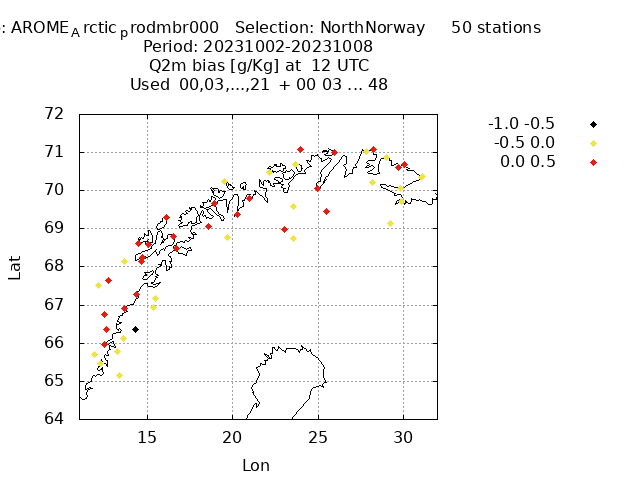 : AROME_Arctic_prodmbr000 Selection: NorthNorway 50 stations
Period: 20231002-20231008
Q2m bias [g/Kg] at 12 UTC
Used 00,03,...,21 + 00 03 ... 48
72
71
70
69
68
67
66
65
64
15 20 25 30
Lat
Lon
-1.0 -0.5
-0.5 0.0
0.0 0.5